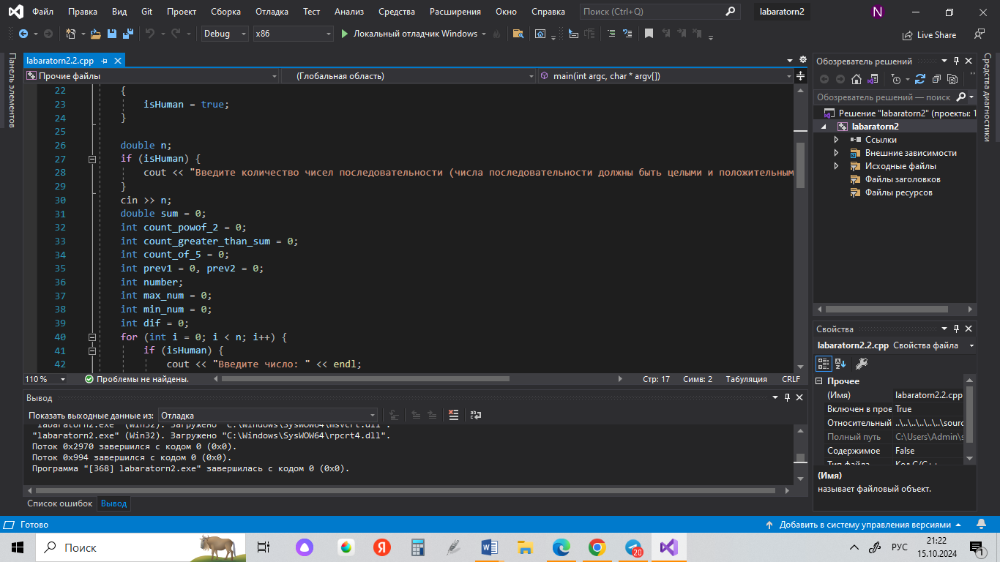 Файл Правка Вид Git Проект Сборка Отладка Тест Анализ Средства Расширения Окно Справка Поиск (Ctrl+Q) labaratorn2 N
Debug x86 Локальный отладчик Windows Live Share
Панель элементов
labaratorn2.2.cpp
Прочие файлы (Глобальная область) main(int argc, char * argv[])
22 {
23 isHuman = true;
24 }
25
26 double n;
27 if (isHuman) {
28 cout << "Введите количество чисел последовательности (числа последовательности должны быть целыми и положительным
29 }
30 cin >> n;
31 double sum = 0;
32 int count_powof_2 = 0;
33 int count_greater_than_sum = 0;
34 int count_of_5 = 0;
35 int prev1 = 0, prev2 = 0;
36 int number;
37 int max_num = 0;
38 int min_num = 0;
39 int dif = 0;
40 for (int i = 0; i < n; i++) {
41 if (isHuman) {
42 cout << "Введите число: " << endl;
110 % Проблемы не найдены. Стр: 17 Симв: 2 Табуляция CRLF
Вывод
Показать выходные данные из: Отладка
"labaratorn2.exe" (Win32). Загружено "C:\Windows\SysWOW64\msvcrt.dll".
"labaratorn2.exe" (Win32). Загружено "C:\Windows\SysWOW64\rpcrt4.dll".
Поток 0x2970 завершился с кодом 0 (0x0).
Поток 0x994 завершился с кодом 0 (0x0).
Программа "[368] labaratorn2.exe" завершилась с кодом 0 (0x0).
Список ошибок Вывод
Обозреватель решений
Обозреватель решений — поиск
Решение "labaratorn2" (проекты: 1
labaratorn2
Ссылки
Внешние зависимости
Исходные файлы
Файлы заголовков
Файлы ресурсов
Свойства
labaratorn2.2.cpp Свойства файла
Прочее
(Имя) labaratorn2.2.cpp
Включен в прое True
Относительный ..\..\..\..\..\sourc
Полный путь C:\Users\Admin\s
Содержимое False
Тип файла Код C/C++
(Имя)
называет файловый объект.
Средства диагностики
Готово Добавить в систему управления версиями
Поиск Я 20 РУС 21:22
15.10.2024 1